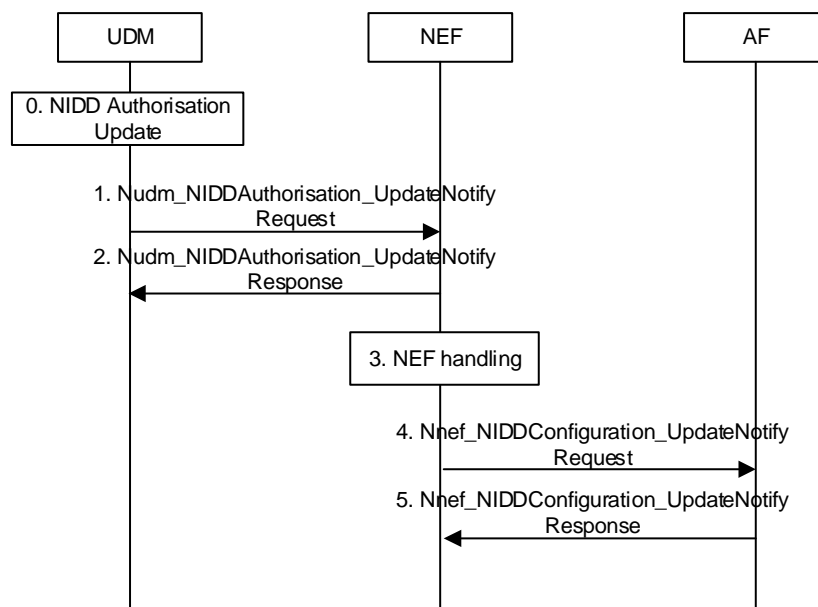 UDM
NEF
AF
0. NIDD Authorisation
Update
1. Nudm_NIDDAuthorisation_UpdateNotify
Request
2. Nudm_NIDDAuthorisation_UpdateNotify
Response
3. NEF handling
4. Nnef_NIDDConfiguration_UpdateNotify
Request
5. Nnef_NIDDConfiguration_UpdateNotify
Response